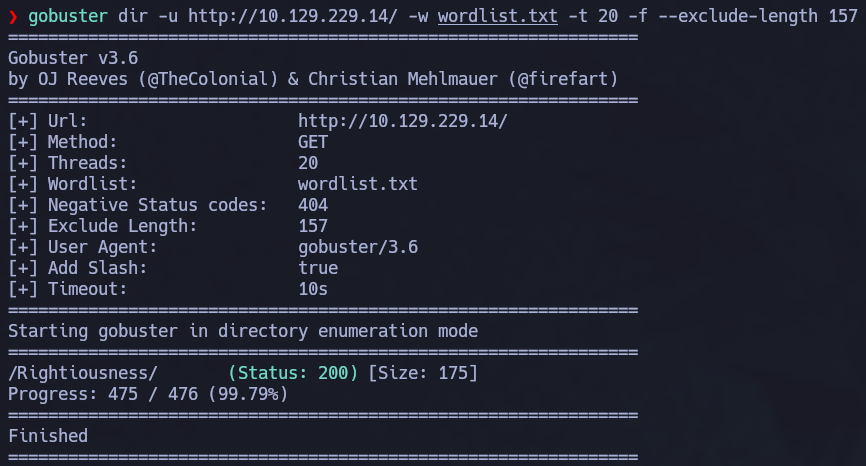 ❯ gobuster dir -u http://10.129.229.14/ -w wordlist.txt -t 20 -f --exclude-length 157
===============================================================
Gobuster v3.6
by OJ Reeves (@TheColonial) & Christian Mehlmauer (@firefart)
===============================================================
[+] Url:                     http://10.129.229.14/
[+] Method:                  GET
[+] Threads:                 20
[+] Wordlist:                wordlist.txt
[+] Negative Status codes:   404
[+] Exclude Length:          157
[+] User Agent:              gobuster/3.6
[+] Add Slash:               true
[+] Timeout:                 10s
===============================================================
Starting gobuster in directory enumeration mode
===============================================================
/Rightiousness/       (Status: 200) [Size: 175]
Progress: 475 / 476 (99.79%)
===============================================================
Finished
===============================================================